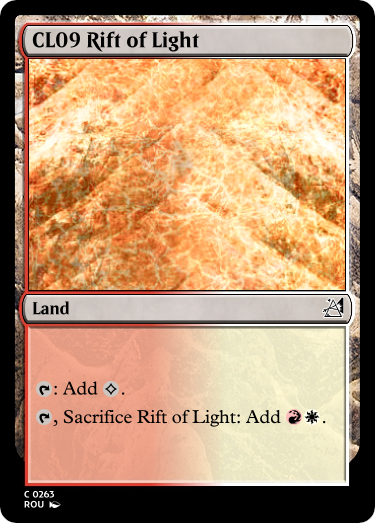 CL09 Rift of Light
Land
: Add .
, Sacrifice Rift of Light: Add .
C 0263
ROU